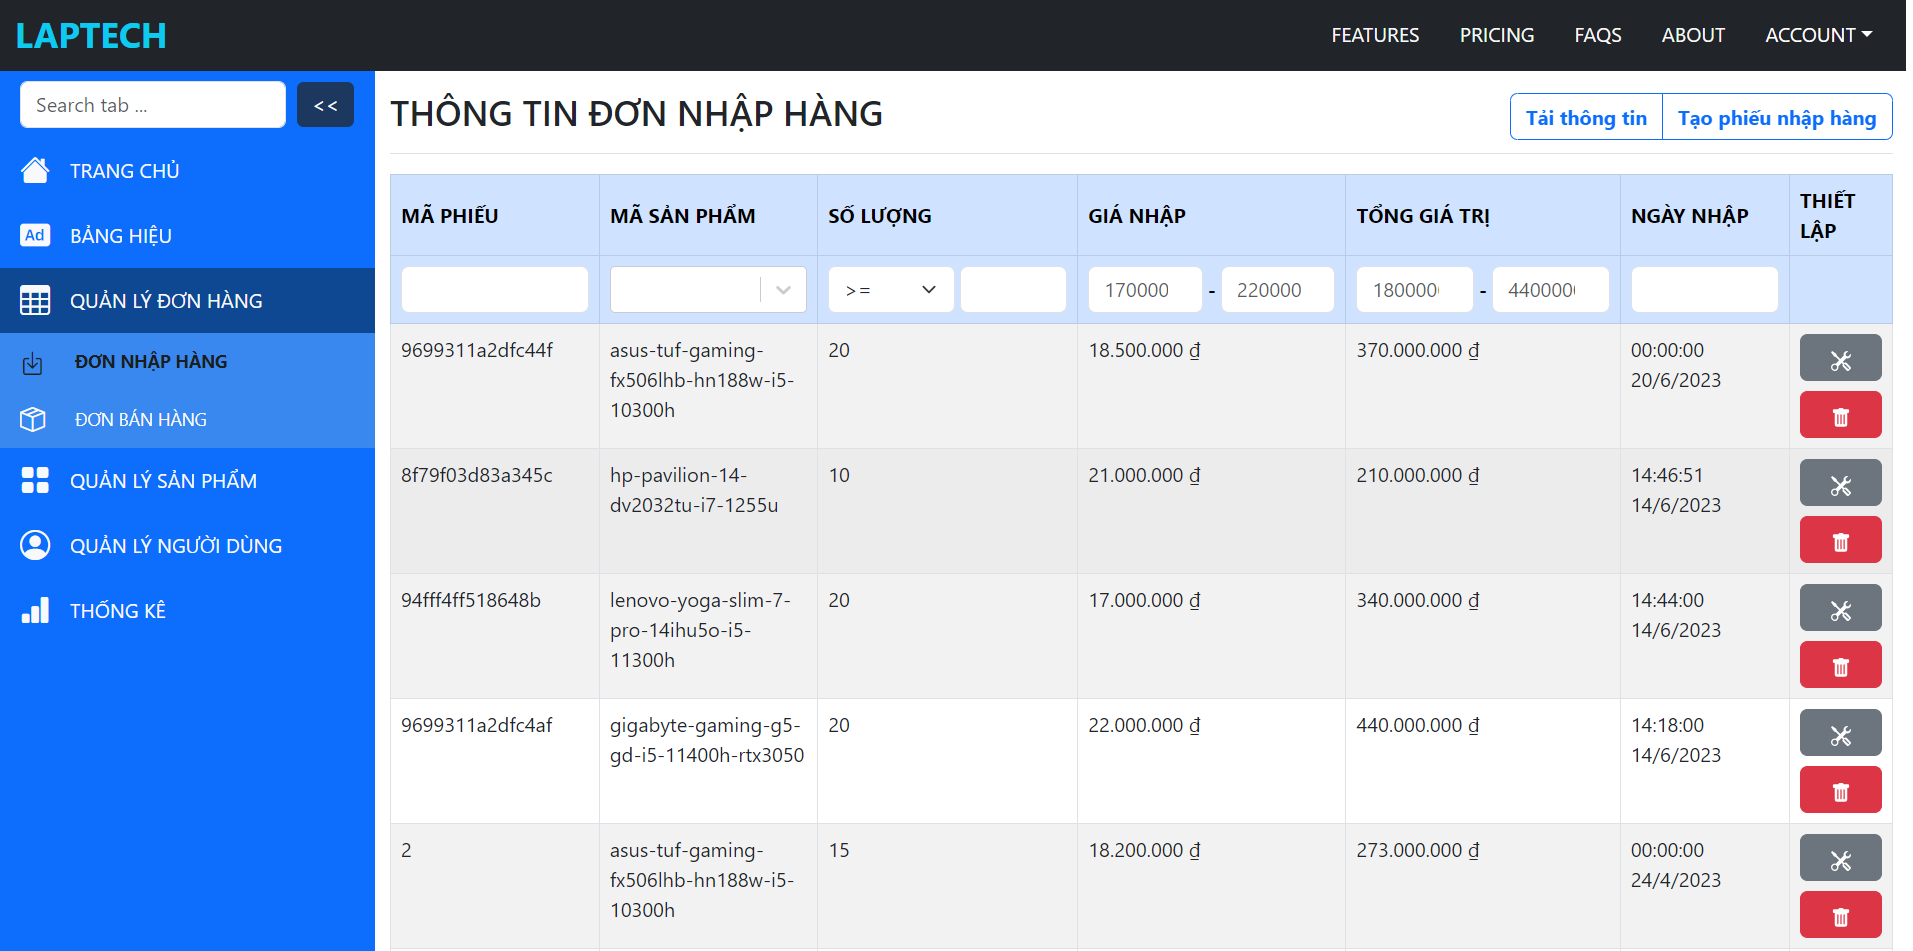 LAPTECH
FEATURES PRICING FAQS ABOUT ACCOUNT
Search tab ... <<
TRANG CHỦ
Ad BẢNG HIỆU
QUẢN LÝ ĐƠN HÀNG
ĐƠN NHẬP HÀNG
ĐƠN BÁN HÀNG
QUẢN LÝ SẢN PHẨM
QUẢN LÝ NGƯỜI DÙNG
THỐNG KÊ
THÔNG TIN ĐƠN NHẬP HÀNG
Tải thông tin Tạo phiếu nhập hàng
MÃ PHIẾU MÃ SẢN PHẨM SỐ LƯỢNG GIÁ NHẬP TỔNG GIÁ TRỊ NGÀY NHẬP THIẾT
LẬP
>= 170000 - 220000 180000 - 440000
9699311a2dfc44f asus-tuf-gaming- 20 18.500.000 ₫ 370.000.000 ₫ 00:00:00
fx506lhb-hn188w-i5- 20/6/2023
10300h
8f79f03d83a345c hp-pavilion-14- 10 21.000.000 ₫ 210.000.000 ₫ 14:46:51
dv2032tu-i7-1255u 14/6/2023
94fff4ff518648b lenovo-yoga-slim-7- 20 17.000.000 ₫ 340.000.000 ₫ 14:44:00
pro-14ihu5o-i5- 14/6/2023
11300h
9699311a2dfc4af gigabyte-gaming-g5- 20 22.000.000 ₫ 440.000.000 ₫ 14:18:00
gd-i5-11400h-rtx3050 14/6/2023
2 asus-tuf-gaming- 15 18.200.000 ₫ 273.000.000 ₫ 00:00:00
fx506lhb-hn188w-i5- 24/4/2023
10300h